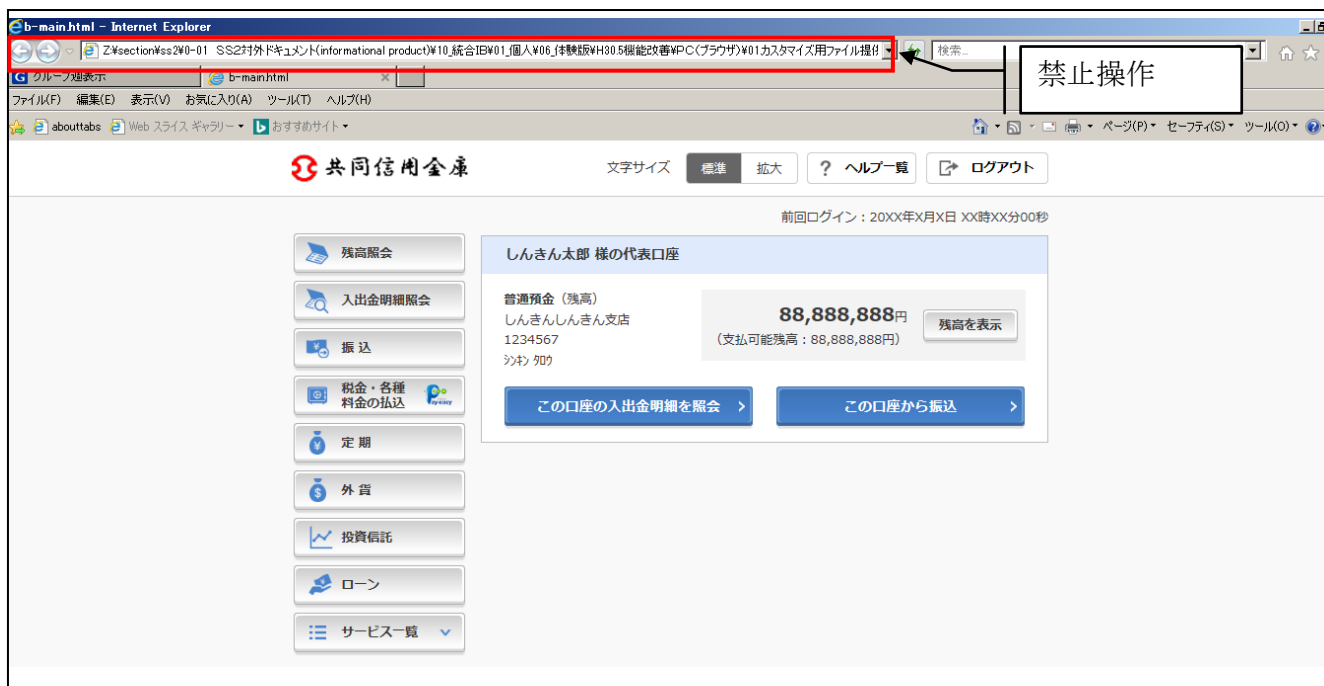 b-main.html - Internet Explorer
Z:¥section¥ss2¥0-01 SS2対外ドキュメント(informational product)¥10_統合IB¥01_個人¥06_体験版¥H30.5機能改善¥PC(ブラウザ)¥01カスタマイズ用ファイル提供
検索...
禁止操作
グループ週表示
b-main.html
ファイル(F) 編集(E) 表示(V) お気に入り(A) ツール(T) ヘルプ(H)
abouttabs Web スライス ギャラリー おすすめサイト ページ(P) セーフティ(S) ツール(O)
共同信用金庫 文字サイズ 標準 拡大 ? ヘルプ一覧 ログアウト
前回ログイン:20XX年X月X日 XX時XX分00秒
残高照会
入出金明細照会
振込
税金・各種
料金の払込
Pay-easy
定期
外貨
投資信託
ローン
サービス一覧
しんきん太郎 様の代表口座
普通預金(残高)
しんきんしんきん支店
1234567
シンキン タロウ
88,888,888円
(支払可能残高:88,888,888円)
残高を表示
この口座の入出金明細を照会
この口座から振込